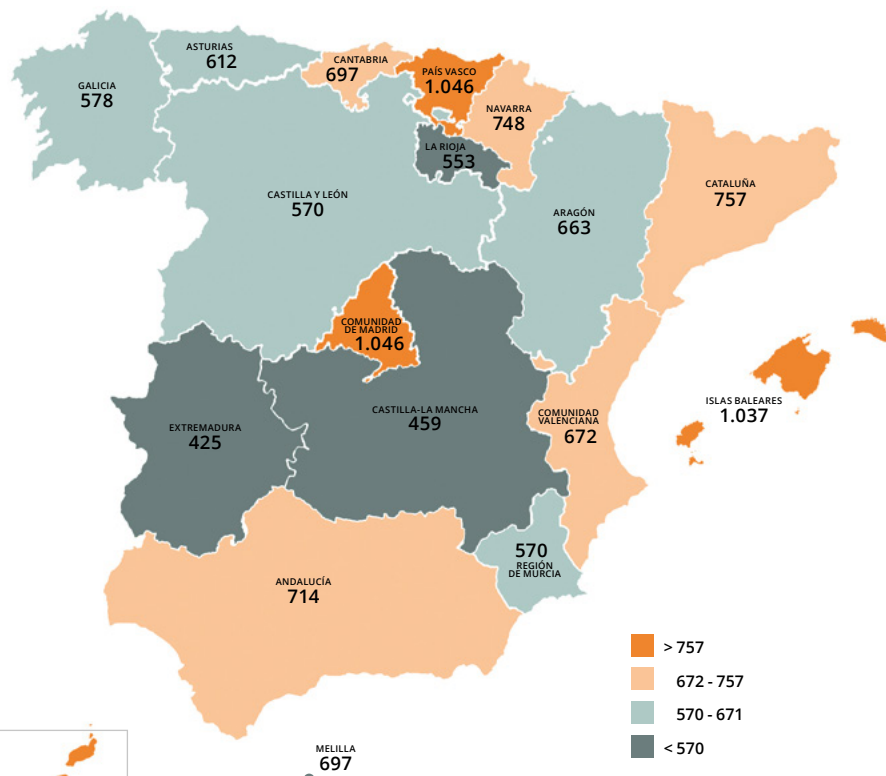 ASTURIAS
612
CANTABRIA
697
PAÍS VASCO
1.046
GALICIA
578
NAVARRA
748
LA RIOJA
553
CASTILLA Y LEÓN
570
ARAGÓN
663
CATALUÑA
757
COMUNIDAD
DE MADRID
1.046
ISLAS BALEARES
1.037
CASTILLA-LA MANCHA
459
COMUNIDAD
VALENCIANA
672
EXTREMADURA
425
570
REGIÓN
DE MURCIA
ANDALUCÍA
714
> 757
672 - 757
570 - 671
< 570
MELILLA
697